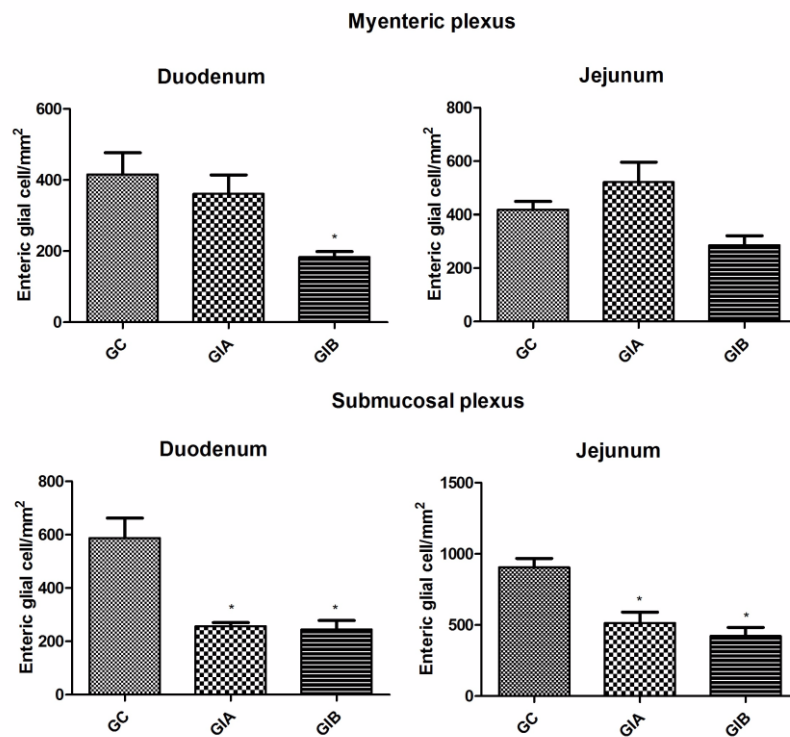 Myenteric plexus
Duodenum
Enteric glial cell/mm²
600
400
200
0
*
GC
GIA
GIB
Jejunum
Enteric glial cell/mm²
800
600
400
200
0
GC
GIA
GIB
Submucosal plexus
Duodenum
Enteric glial cell/mm²
800
600
400
200
0
*
*
GC
GIA
GIB
Jejunum
Enteric glial cell/mm²
1500
1000
500
0
*
*
GC
GIA
GIB